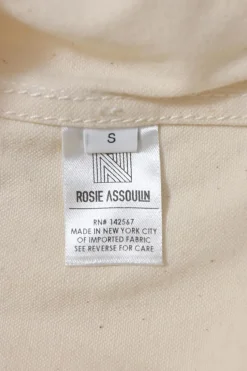 S
ROSIE ASSOULIN
RN# 142567
MADE IN NEW YORK CITY
OF IMPORTED FABRIC
SEE REVERSE FOR CARE